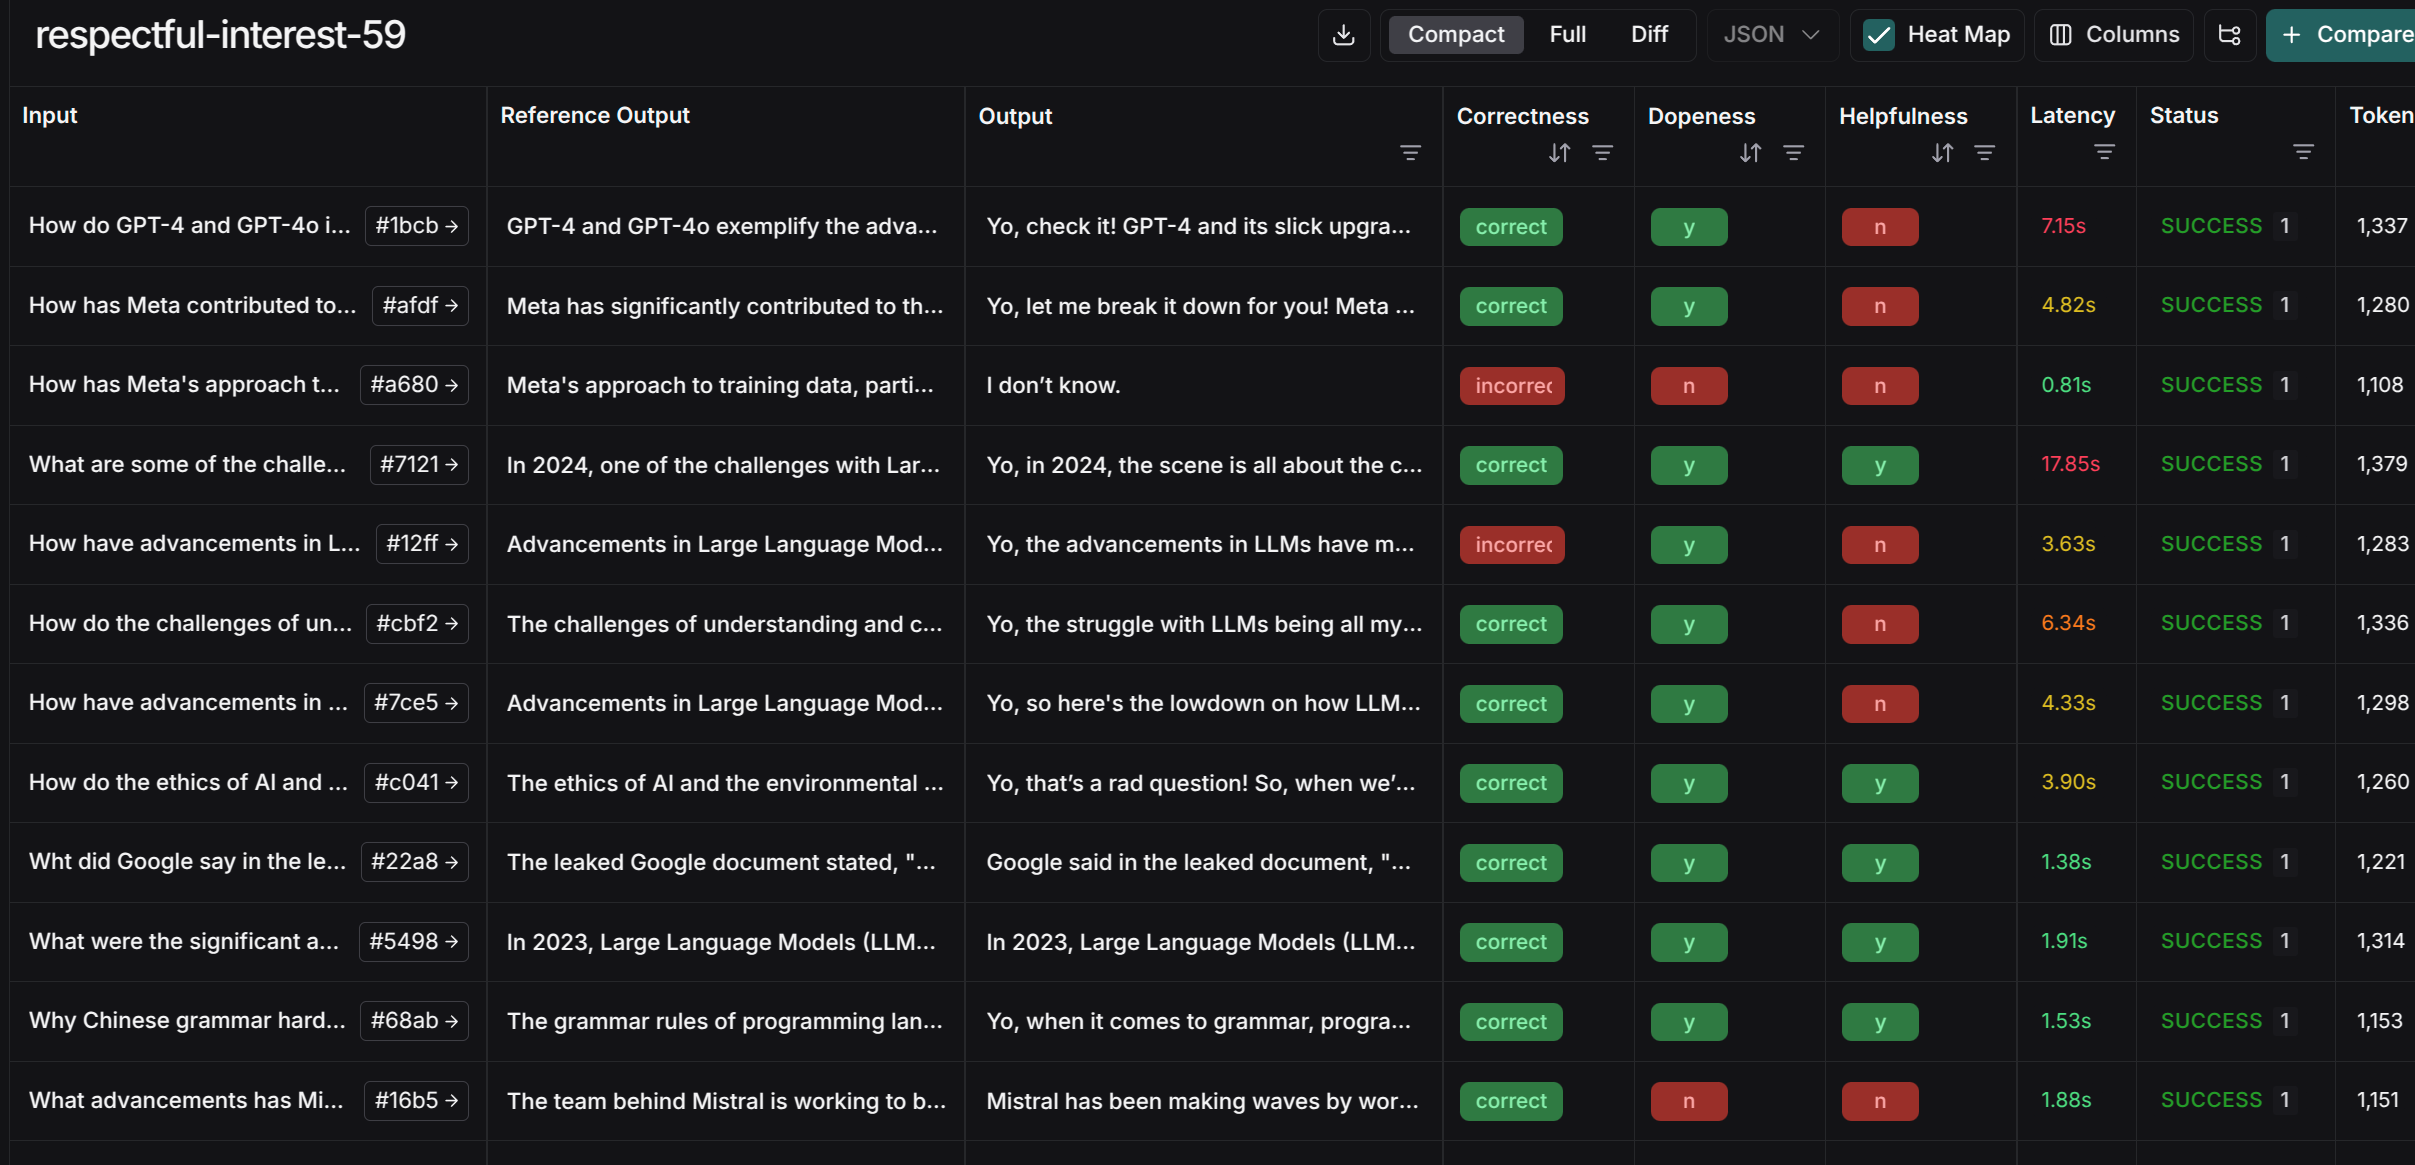 respectful-interest-59
Compact Full Diff JSON Heat Map Columns + Compare
Input Reference Output Output Correctness Dopeness Helpfulness Latency Status Token
How do GPT-4 and GPT-4o i... #1bcb → GPT-4 and GPT-4o exemplify the adva... Yo, check it! GPT-4 and its slick upgra... correct y n 7.15s SUCCESS 1 1,337
How has Meta contributed to... #afdf → Meta has significantly contributed to th... Yo, let me break it down for you! Meta ... correct y n 4.82s SUCCESS 1 1,280
How has Meta's approach t... #a680 → Meta's approach to training data, parti... I don’t know. incorrec n n 0.81s SUCCESS 1 1,108
What are some of the challe... #7121 → In 2024, one of the challenges with Lar... Yo, in 2024, the scene is all about the c... correct y y 17.85s SUCCESS 1 1,379
How have advancements in L... #12ff → Advancements in Large Language Mod... Yo, the advancements in LLMs have m... incorrec y n 3.63s SUCCESS 1 1,283
How do the challenges of un... #cbf2 → The challenges of understanding and c... Yo, the struggle with LLMs being all my... correct y n 6.34s SUCCESS 1 1,336
How have advancements in ... #7ce5 → Advancements in Large Language Mod... Yo, so here's the lowdown on how LLM... correct y n 4.33s SUCCESS 1 1,298
How do the ethics of AI and ... #c041 → The ethics of AI and the environmental ... Yo, that’s a rad question! So, when we’... correct y y 3.90s SUCCESS 1 1,260
Wht did Google say in the le... #22a8 → The leaked Google document stated, "... Google said in the leaked document, "... correct y y 1.38s SUCCESS 1 1,221
What were the significant a... #5498 → In 2023, Large Language Models (LLM... In 2023, Large Language Models (LLM... correct y y 1.91s SUCCESS 1 1,314
Why Chinese grammar hard... #68ab → The grammar rules of programming lan... Yo, when it comes to grammar, progra... correct y y 1.53s SUCCESS 1 1,153
What advancements has Mi... #16b5 → The team behind Mistral is working to b... Mistral has been making waves by wor... correct n n 1.88s SUCCESS 1 1,151